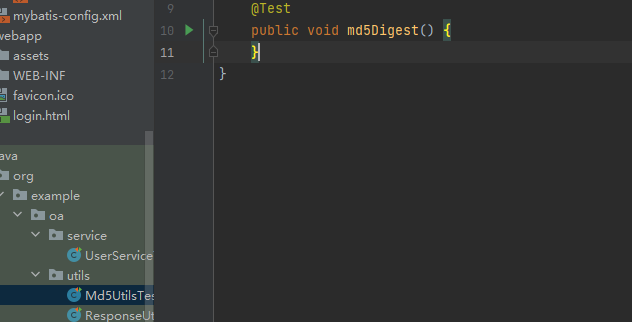 mybatis-config.xml
webapp
assets
WEB-INF
favicon.ico
login.html
ava
org
example
oa
service
UserService
utils
Md5UtilsTes
ResponseUt
9 @Test
10 public void md5Digest() {
11 }
12 }